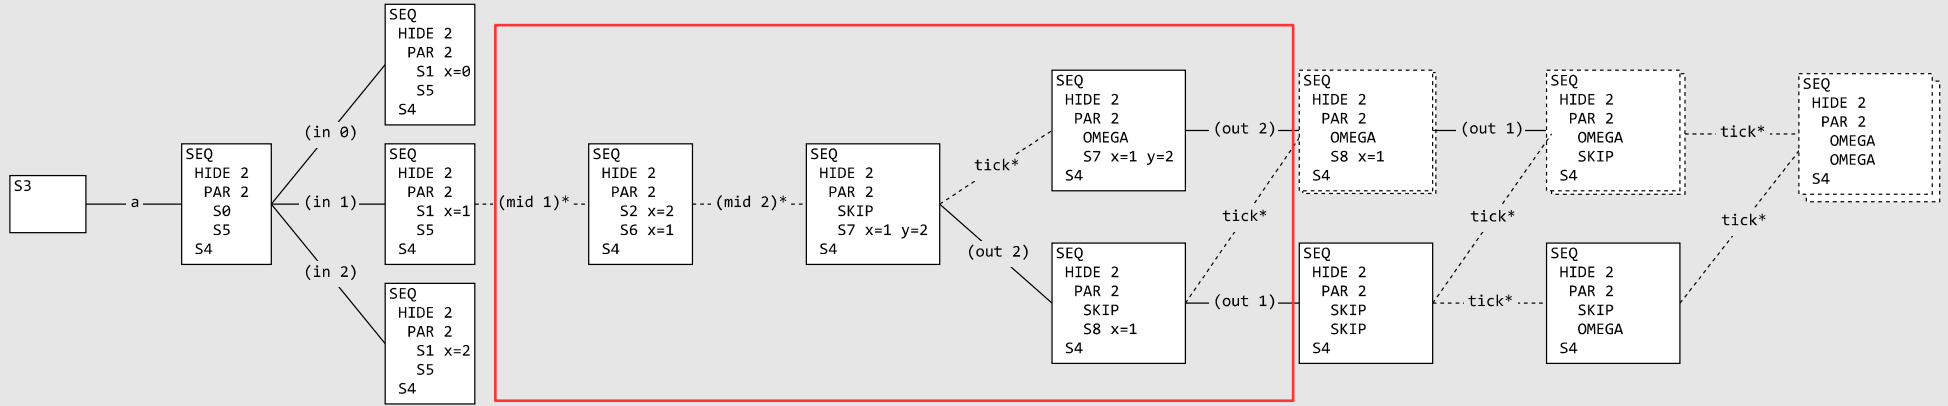 S3
a
SEQ
HIDE 2
PAR 2
S0
S5
S4
(in 0)
(in 1)
(in 2)
SEQ
HIDE 2
PAR 2
S1 x=0
S5
S4
SEQ
HIDE 2
PAR 2
S1 x=1
S5
S4
SEQ
HIDE 2
PAR 2
S1 x=2
S5
S4
(mid 1)*
SEQ
HIDE 2
PAR 2
S2 x=2
S6 x=1
S4
(mid 2)*
SEQ
HIDE 2
PAR 2
SKIP
S7 x=1 y=2
S4
tick*
(out 2)
SEQ
HIDE 2
PAR 2
OMEGA
S7 x=1 y=2
S4
SEQ
HIDE 2
PAR 2
SKIP
S8 x=1
S4
(out 2)
tick*
(out 1)
SEQ
HIDE 2
PAR 2
OMEGA
S8 x=1
S4
SEQ
HIDE 2
PAR 2
SKIP
SKIP
S4
(out 1)
tick*
tick*
SEQ
HIDE 2
PAR 2
OMEGA
SKIP
S4
SEQ
HIDE 2
PAR 2
SKIP
OMEGA
S4
tick*
tick*
SEQ
HIDE 2
PAR 2
OMEGA
OMEGA
S4